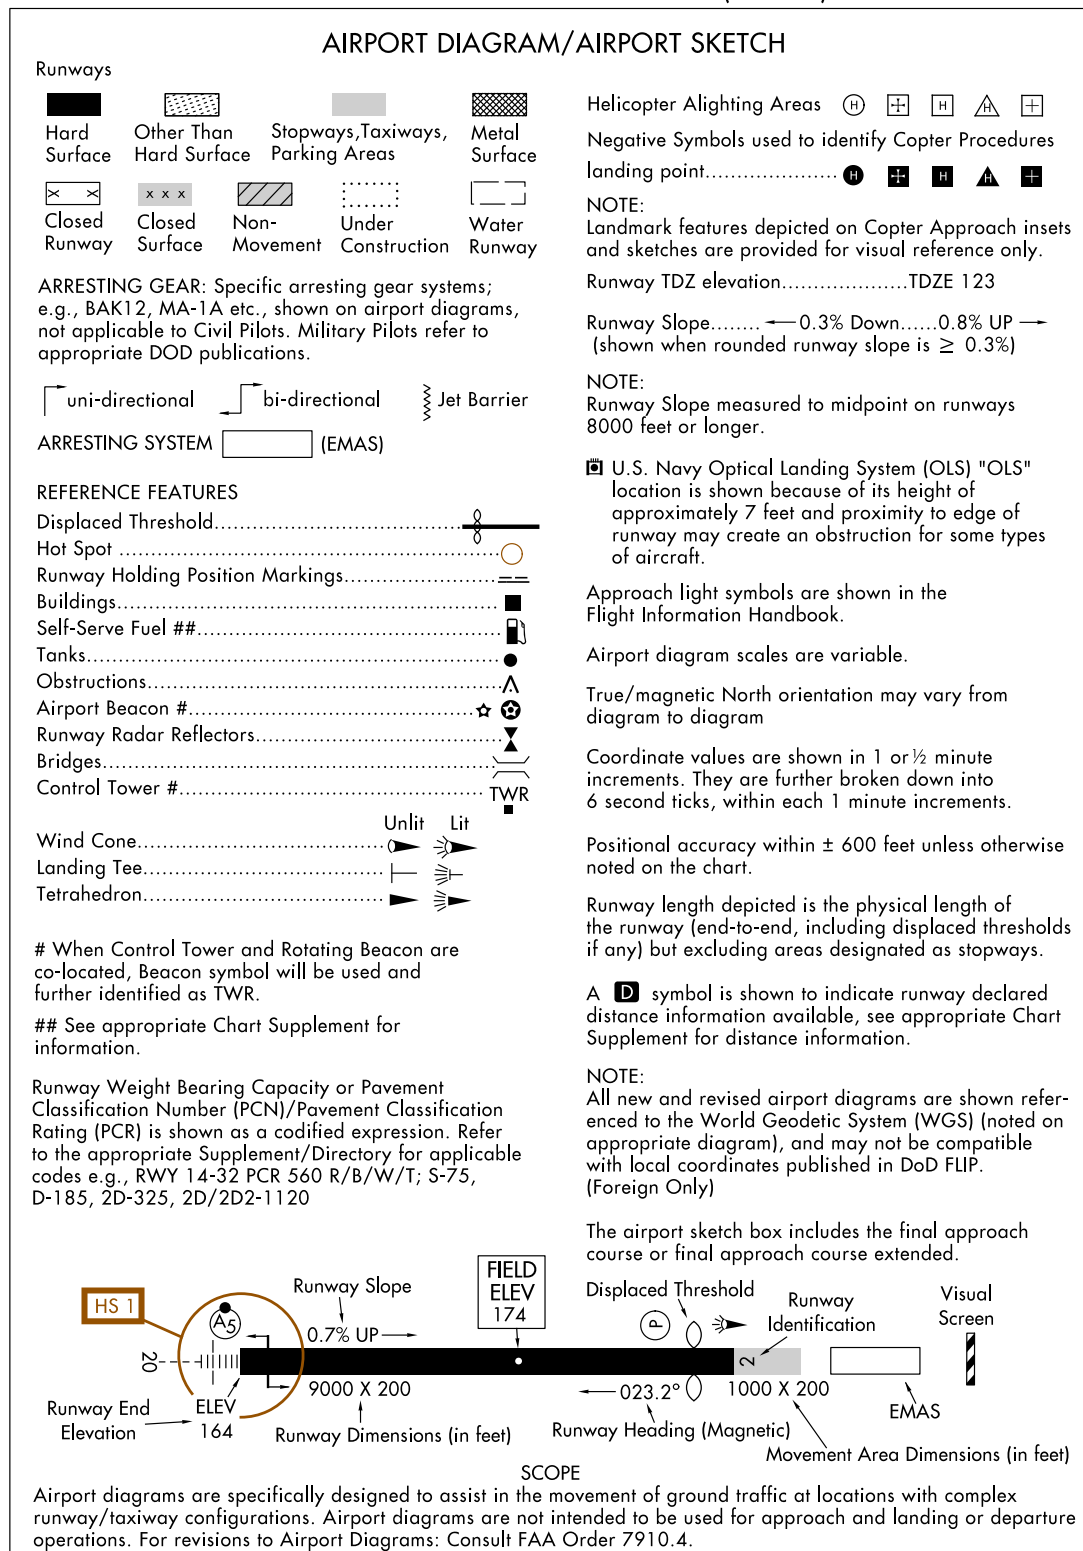 AIRPORT DIAGRAM/AIRPORT SKETCH
Runways
Hard
Surface
Other Than
Hard Surface
Stopways,Taxiways,
Parking Areas
Metal
Surface
x x
x x x
Closed
Runway
Closed
Surface
Non-
Movement
Under
Construction
Water
Runway
ARRESTING GEAR: Specific arresting gear systems;
e.g., BAK12, MA-1A etc., shown on airport diagrams,
not applicable to Civil Pilots. Military Pilots refer to
appropriate DOD publications.
uni-directional
bi-directional
Jet Barrier
ARRESTING SYSTEM (EMAS)
REFERENCE FEATURES
Displaced Threshold
Hot Spot
Runway Holding Position Markings
Buildings
Self-Serve Fuel ##
Tanks
Obstructions
Airport Beacon #
Runway Radar Reflectors
Bridges
Control Tower # TWR
Unlit Lit
Wind Cone
Landing Tee
Tetrahedron
# When Control Tower and Rotating Beacon are
co-located, Beacon symbol will be used and
further identified as TWR.
## See appropriate Chart Supplement for
information.
Runway Weight Bearing Capacity or Pavement
Classification Number (PCN)/Pavement Classification
Rating (PCR) is shown as a codified expression. Refer
to the appropriate Supplement/Directory for applicable
codes e.g., RWY 14-32 PCR 560 R/B/W/T; S-75,
D-185, 2D-325, 2D/2D2-1120
Helicopter Alighting Areas H H H
Negative Symbols used to identify Copter Procedures
landing point H H H
NOTE:
Landmark features depicted on Copter Approach insets
and sketches are provided for visual reference only.
Runway TDZ elevation....................TDZE 123
Runway Slope........ 0.3% Down......0.8% UP
(shown when rounded runway slope is ≥ 0.3%)
NOTE:
Runway Slope measured to midpoint on runways
8000 feet or longer.
U.S. Navy Optical Landing System (OLS) "OLS"
location is shown because of its height of
approximately 7 feet and proximity to edge of
runway may create an obstruction for some types
of aircraft.
Approach light symbols are shown in the
Flight Information Handbook.
Airport diagram scales are variable.
True/magnetic North orientation may vary from
diagram to diagram
Coordinate values are shown in 1 or ½ minute
increments. They are further broken down into
6 second ticks, within each 1 minute increments.
Positional accuracy within ± 600 feet unless otherwise
noted on the chart.
Runway length depicted is the physical length of
the runway (end-to-end, including displaced thresholds
if any) but excluding areas designated as stopways.
A D symbol is shown to indicate runway declared
distance information available, see appropriate Chart
Supplement for distance information.
NOTE:
All new and revised airport diagrams are shown refer-
enced to the World Geodetic System (WGS) (noted on
appropriate diagram), and may not be compatible
with local coordinates published in DoD FLIP.
(Foreign Only)
The airport sketch box includes the final approach
course or final approach course extended.
HS 1
A5
20
Runway Slope
0.7% UP
FIELD
ELEV
174
Displaced Threshold
P
Runway
Identification
2
Visual
Screen
Runway End
Elevation
ELEV
164
9000 X 200
Runway Dimensions (in feet)
023.2°
Runway Heading (Magnetic)
1000 X 200
Movement Area Dimensions (in feet)
EMAS
SCOPE
Airport diagrams are specifically designed to assist in the movement of ground traffic at locations with complex
runway/taxiway configurations. Airport diagrams are not intended to be used for approach and landing or departure
operations. For revisions to Airport Diagrams: Consult FAA Order 7910.4.